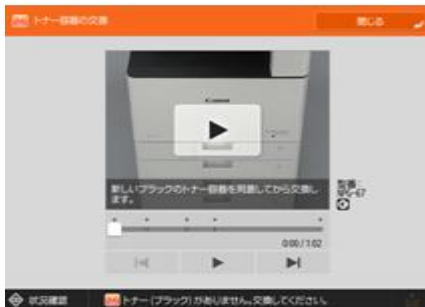 トナー容器の交換
閉じる
Canon
新しいブラックのトナー容器を用意してから交換し
ます。
型番:
0:00/1:02
状況確認
トナー(ブラック)がありません。交換してください。